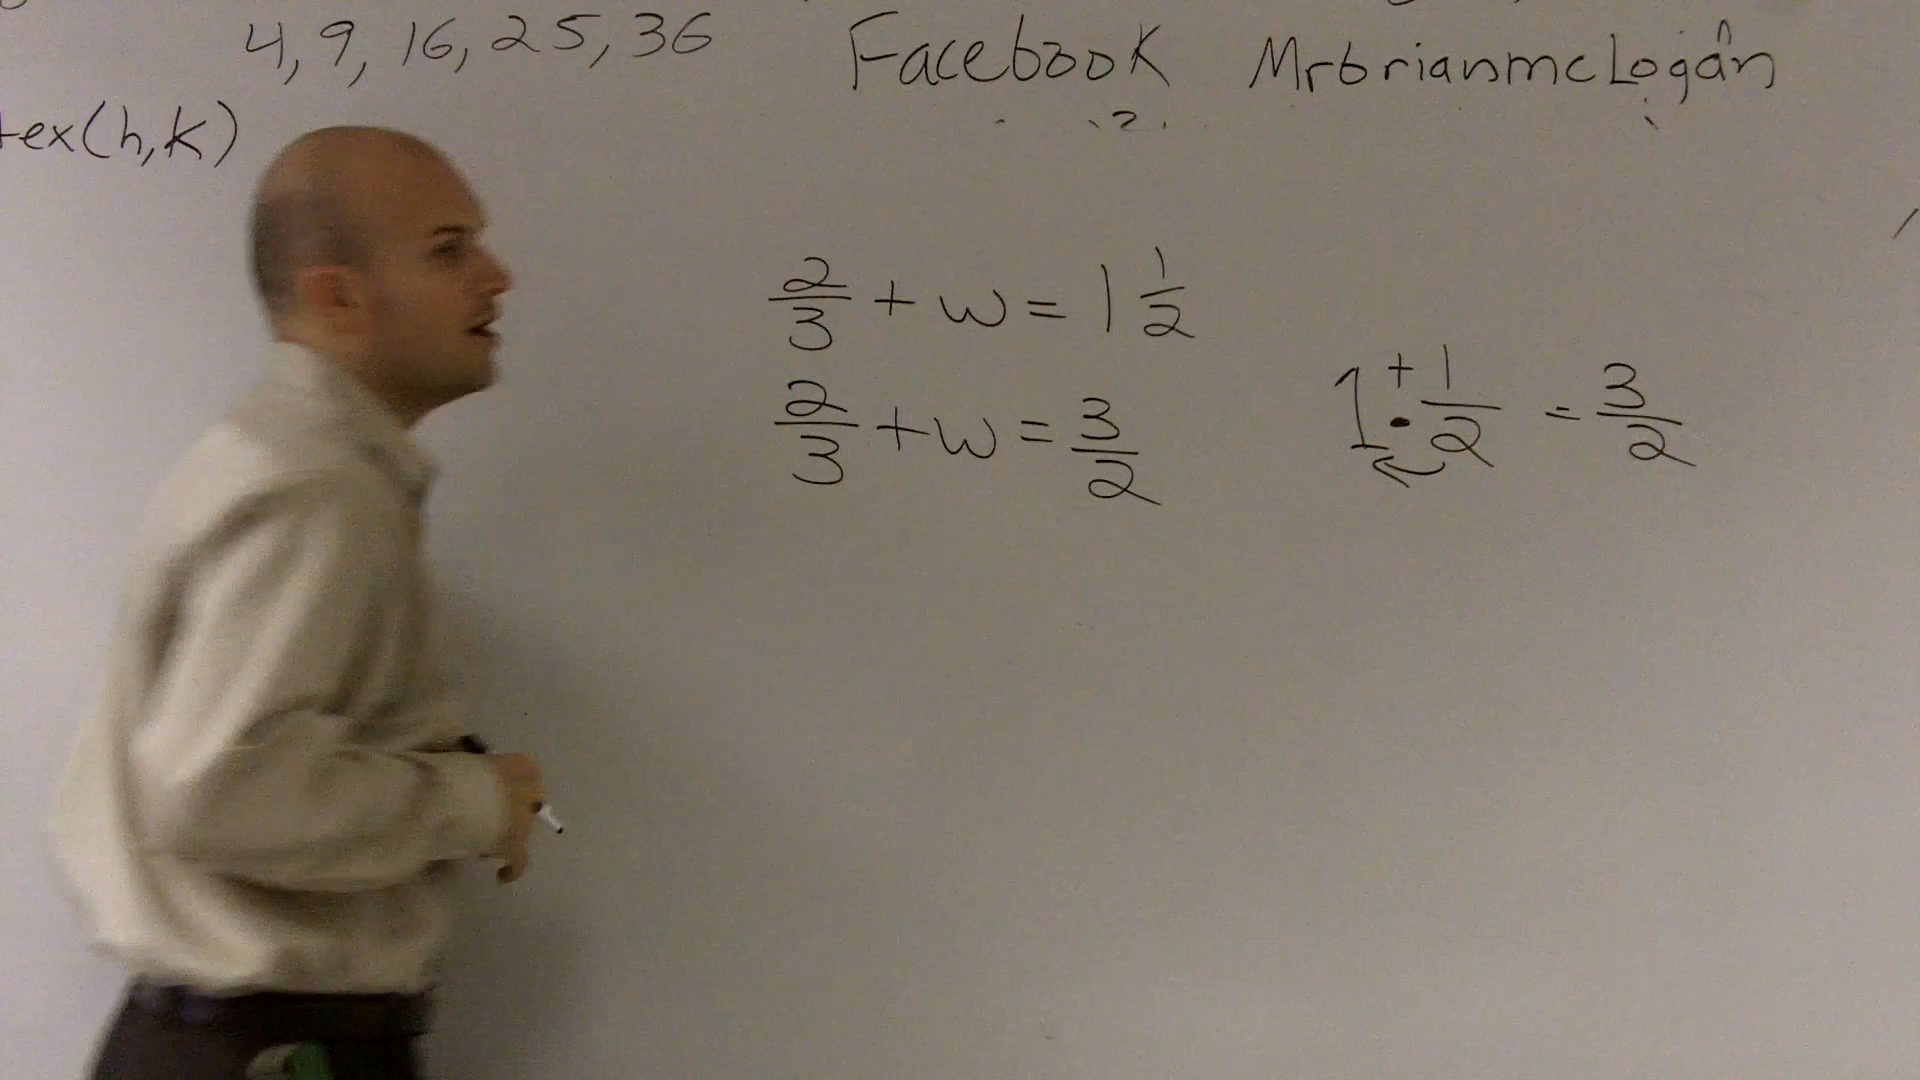 4, 9, 16, 25, 36
Facebook MrbrianmcLogan
tex(h,k)
2/3 + w = 1 1/2
2/3 + w = 3/2
1 + · 1/2 = 3/2